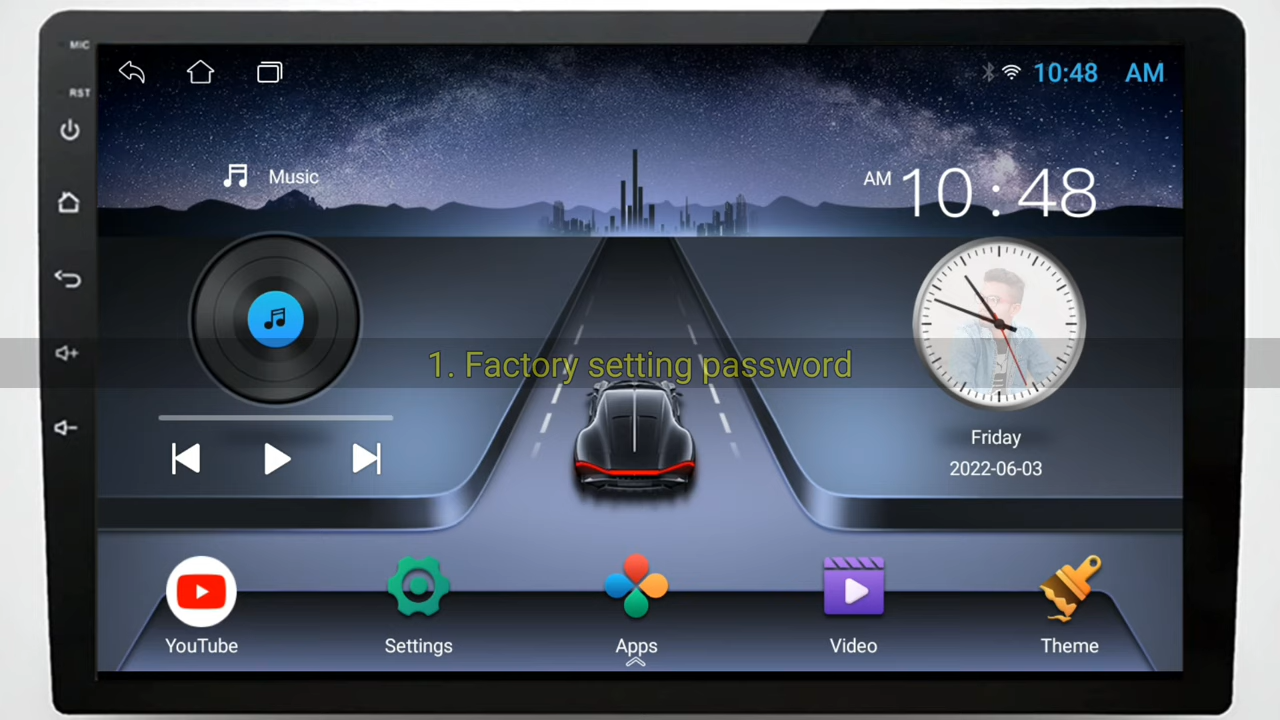 MIC
RST
10:48 AM
Music
AM 10:48
1. Factory setting password
Friday
2022-06-03
YouTube
Settings
Apps
Video
Theme